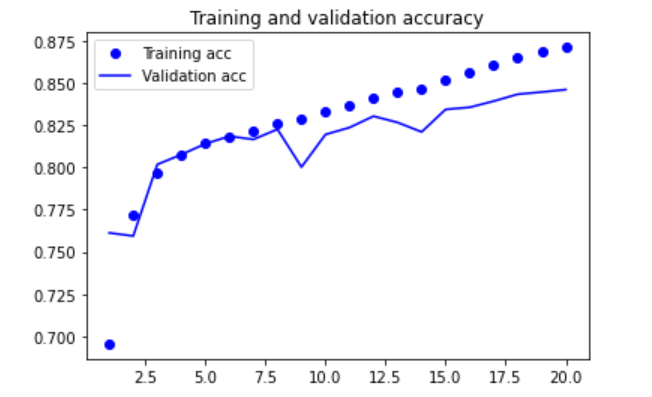 Training and validation accuracy
Training acc
Validation acc
0.875
0.850
0.825
0.800
0.775
0.750
0.725
0.700
2.5 5.0 7.5 10.0 12.5 15.0 17.5 20.0